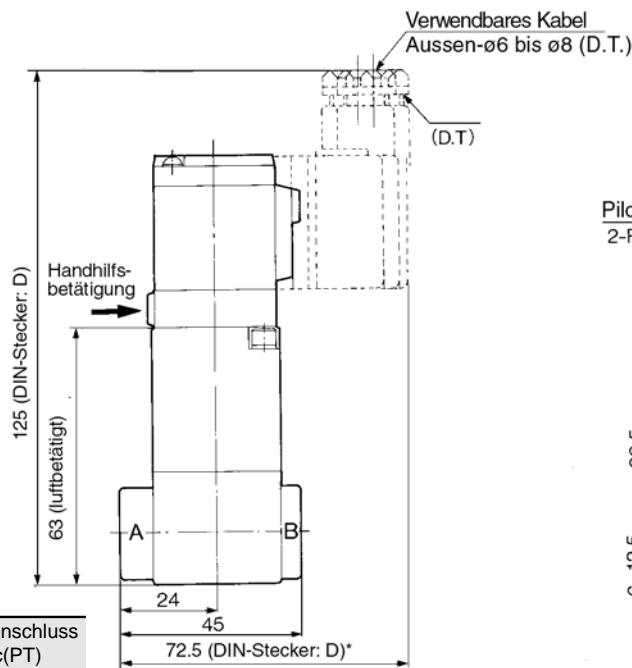 Verwendbares Kabel
Aussen-ø6 bis ø8 (D.T.)
(D.T)
Handhilfs-
betätigung
125 (DIN-Stecker: D)
63 (luftbetätigt)
A
B
24
45
72.5 (DIN-Stecker: D)*
(PT)